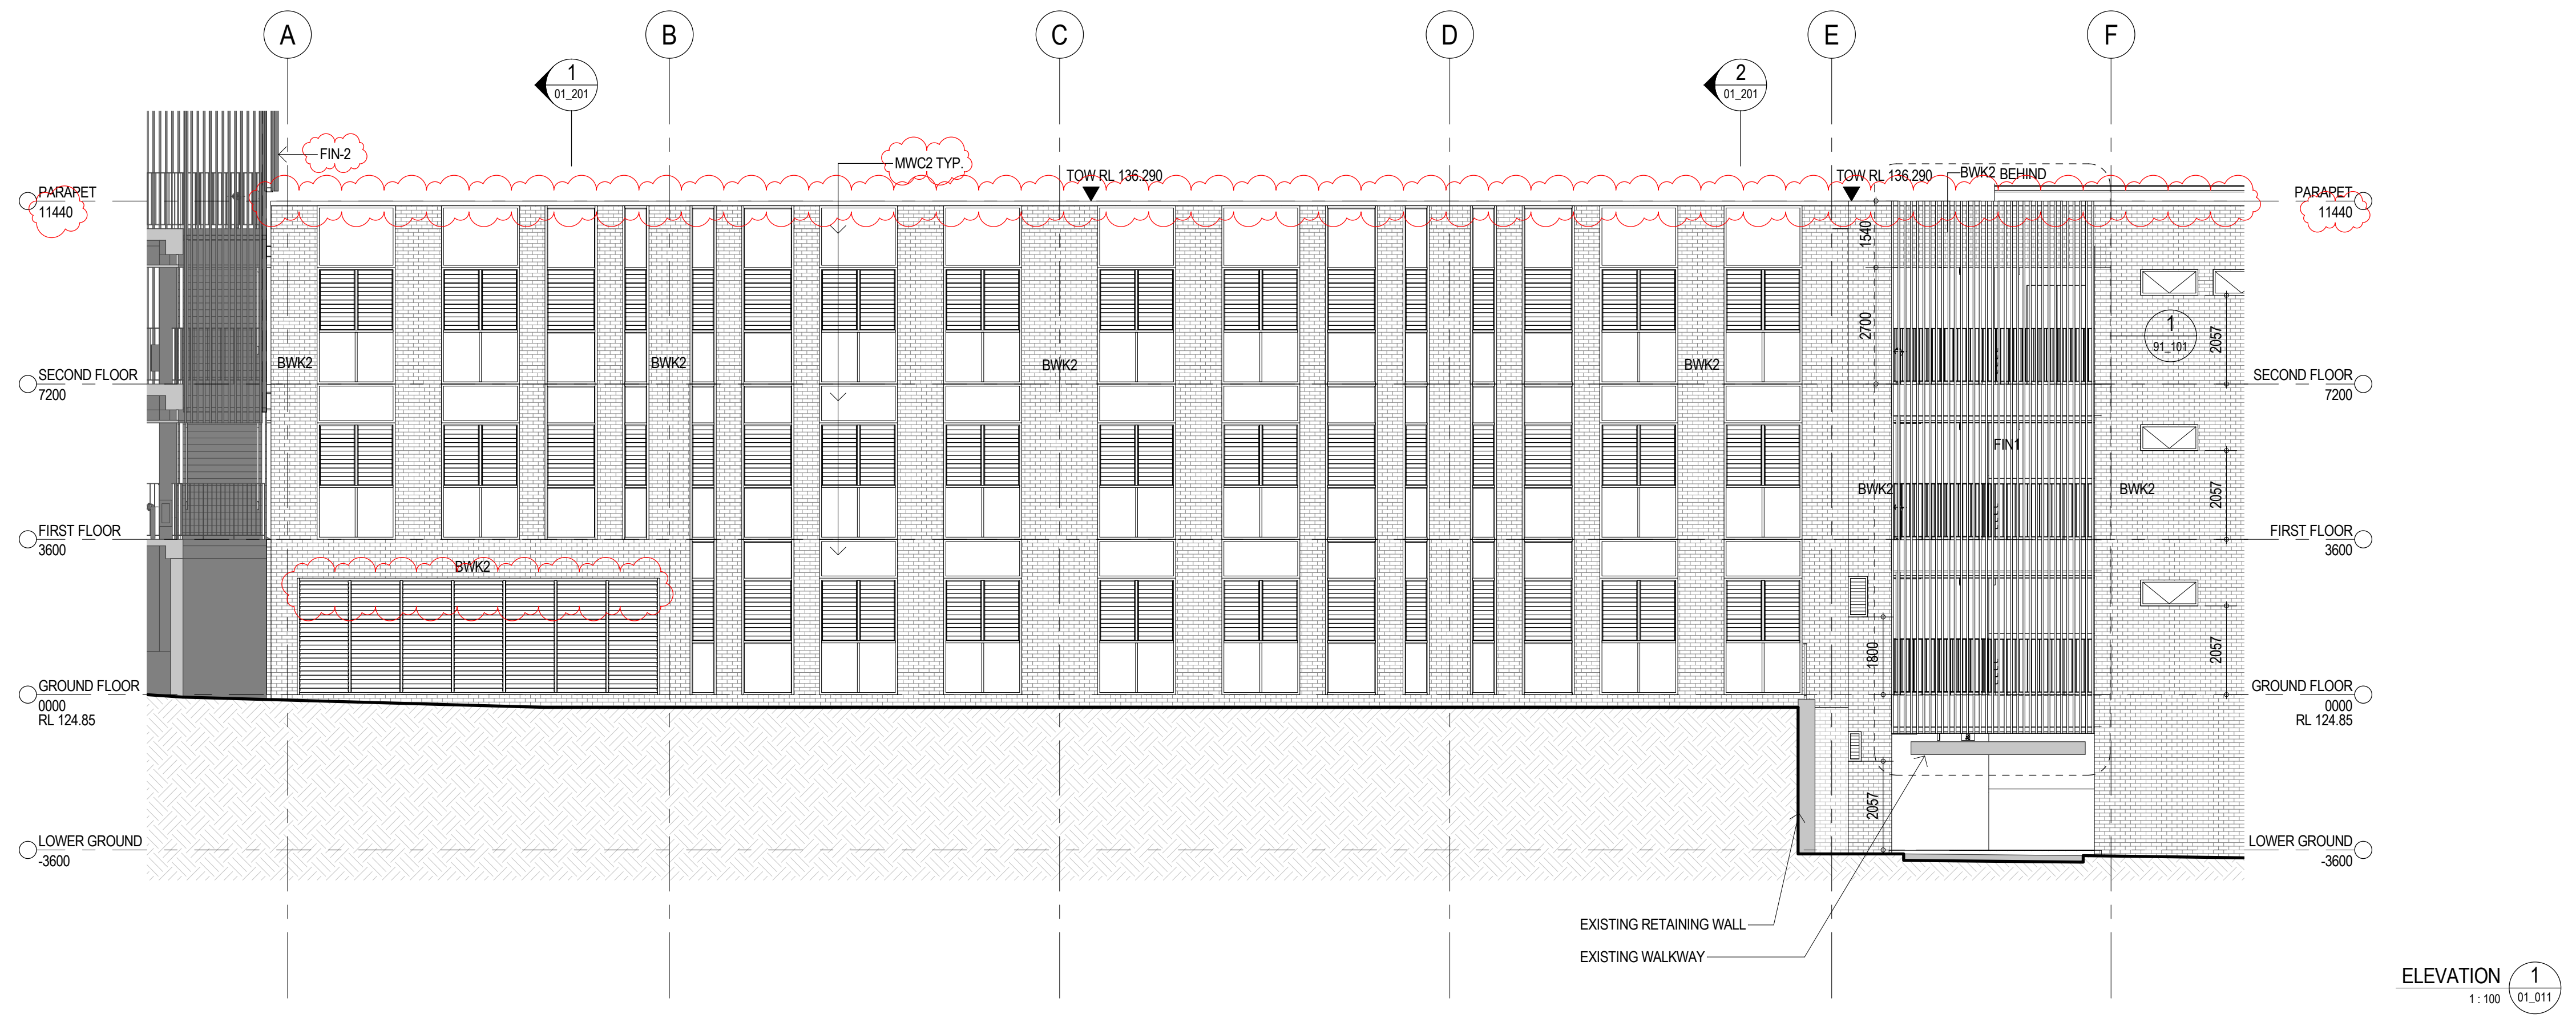 A
B
C
D
E
F
1
01_201
2
01_201
FIN-2
MWC2 TYP.
TOW RL 136.290
TOW RL 136.290
BWK2 BEHIND
PARAPET
11440
PARAPET
11440
1540
2700
1
91_101
2057
BWK2
BWK2
BWK2
BWK2
SECOND FLOOR
7200
SECOND FLOOR
7200
FIN1
BWK2
BWK2
2057
FIRST FLOOR
3600
FIRST FLOOR
3600
BWK2
1800
2057
GROUND FLOOR
0000
RL 124.85
GROUND FLOOR
0000
RL 124.85
2057
LOWER GROUND
-3600
LOWER GROUND
-3600
EXISTING RETAINING WALL
EXISTING WALKWAY
ELEVATION
1 : 100
1
01_011